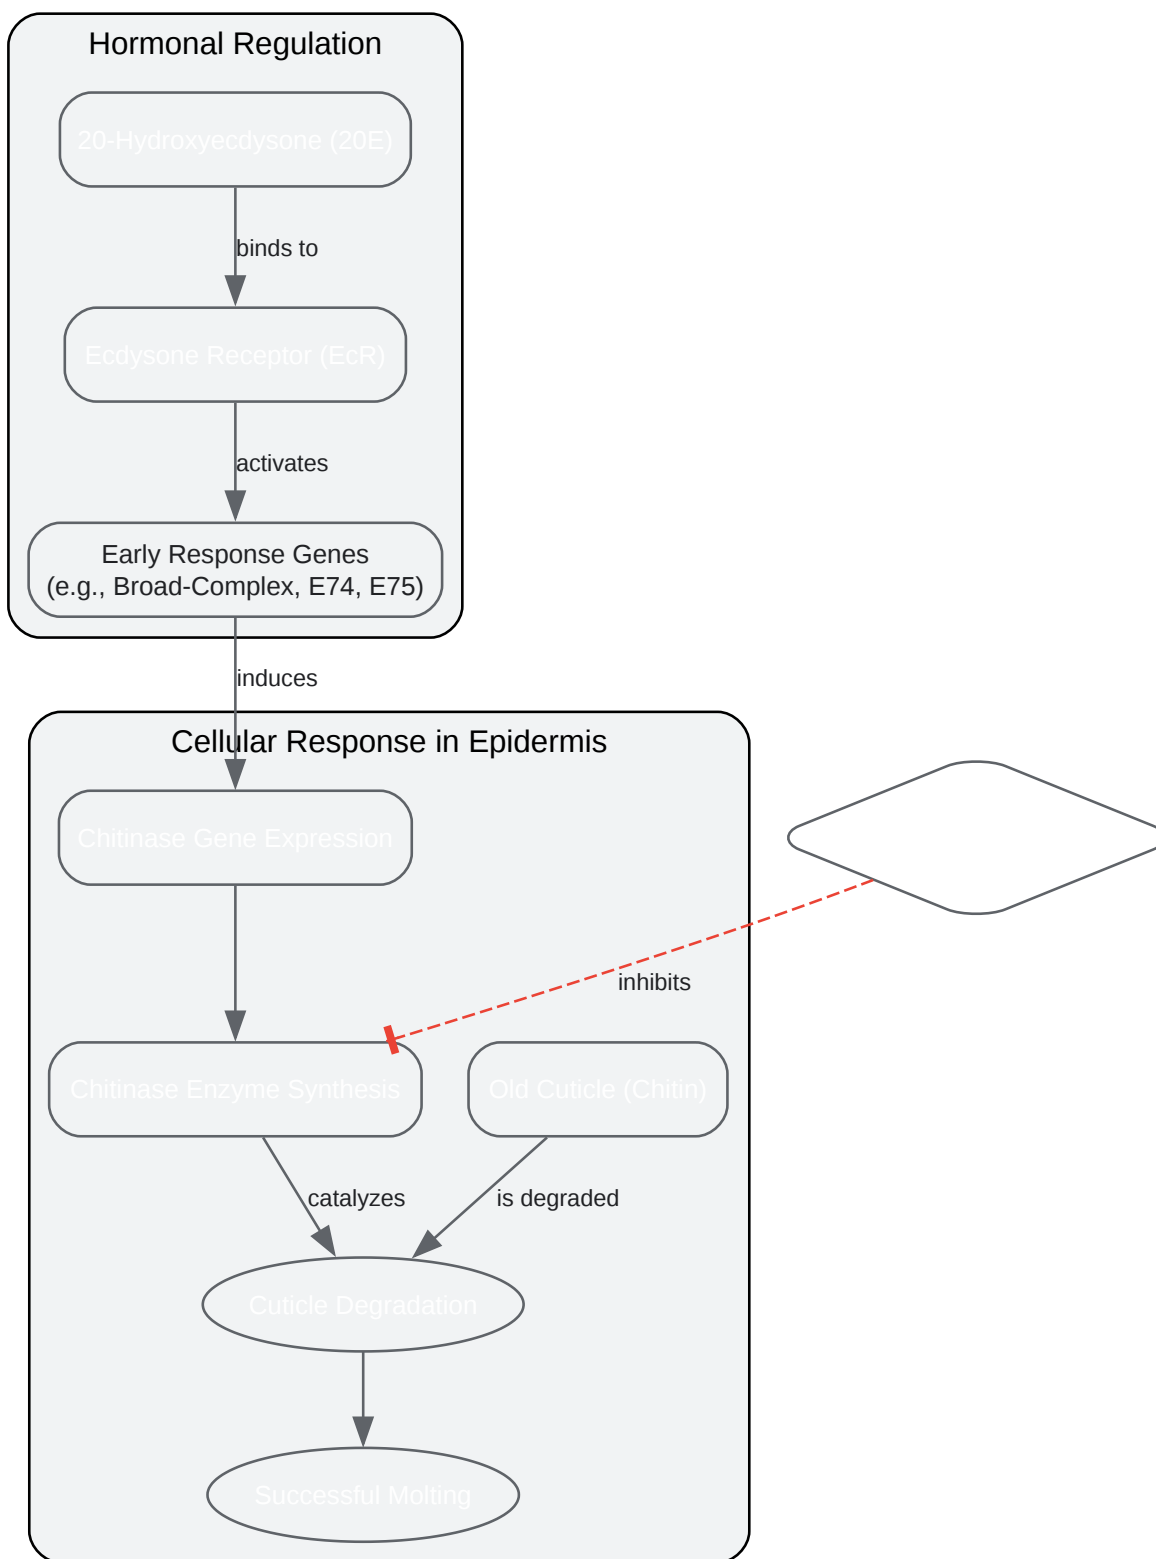 Hormonal Regulation
20-Hydroxyecdysone (20E)
binds to
Ecdysone Receptor (EcR)
activates
Early Response Genes
(e.g., Broad-Complex, E74, E75)
induces
Cellular Response in Epidermis
Chitinase Gene Expression
inhibits
Chitinase Enzyme Synthesis
Old Cuticle (Chitin)
catalyzes
is degraded
Cuticle Degradation
Successful Molting